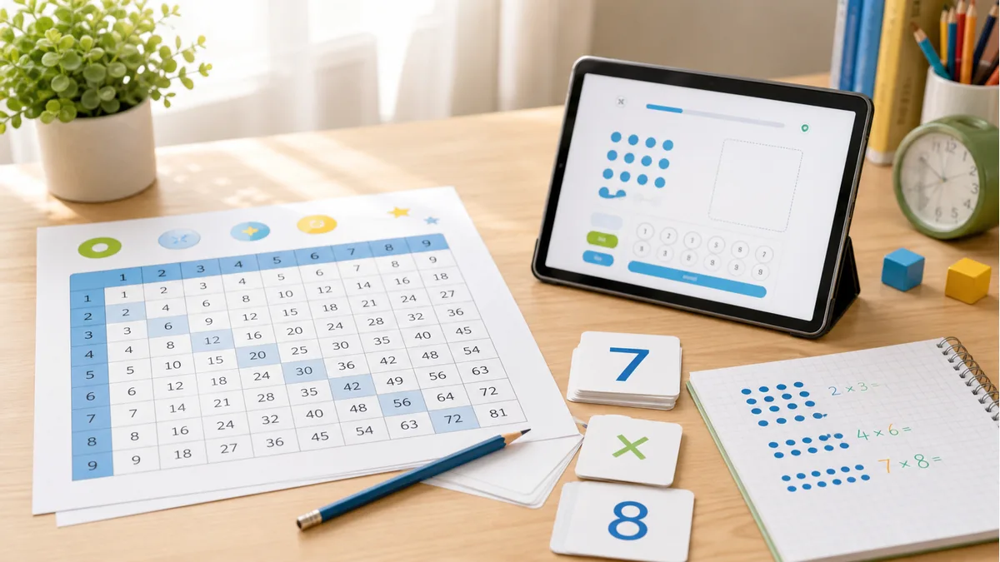 1 2 3 4 5 6 7 8 9
1 1 2 3 4 5 6 7 8 9
2 2 4 6 8 10 12 14 16 18
3 3 6 9 12 15 18 21 24 27
4 4 8 12 16 20 24 28 32 36
5 5 10 15 20 25 30 35 40 45
6 6 12 18 24 30 36 42 48 54
7 7 14 21 28 35 42 49 56 63
8 8 16 24 32 40 48 56 64 72
9 9 18 27 36 45 54 63 72 81
7
×
8
2 × 3 =
4 × 6 =
7 × 8 =